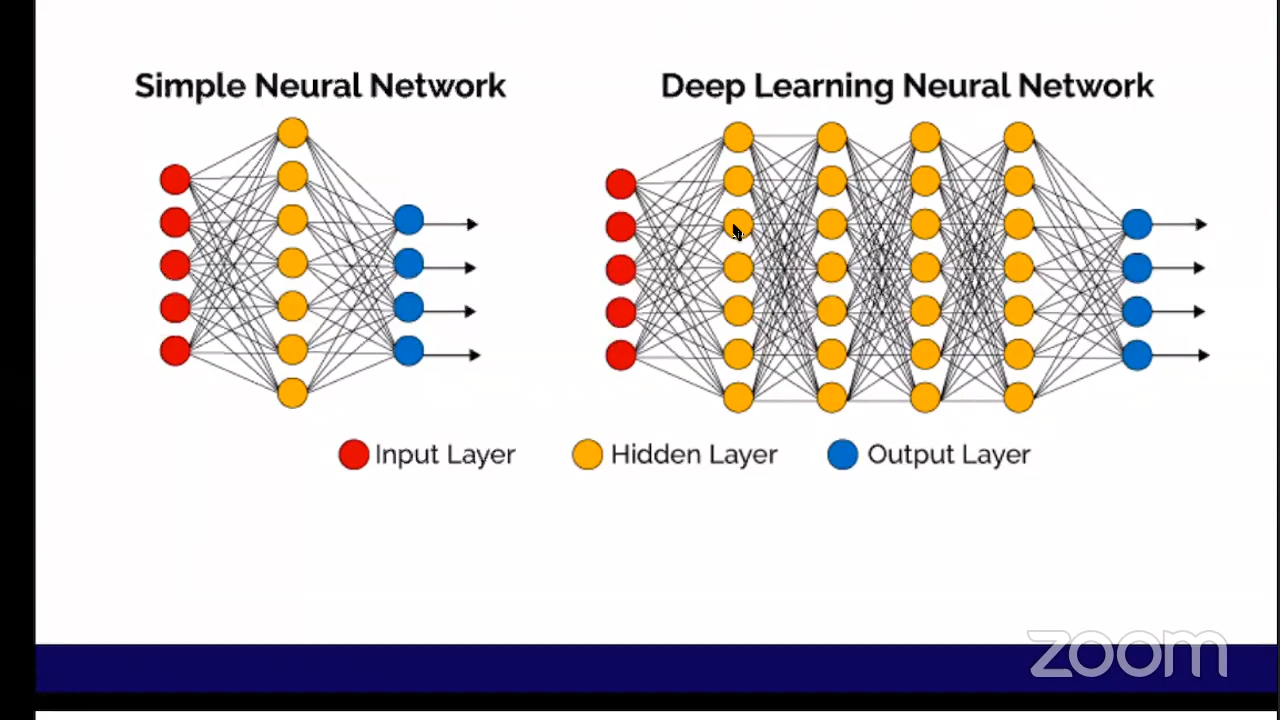 Simple Neural Network
Deep Learning Neural Network
Input Layer
Hidden Layer
Output Layer
zoom